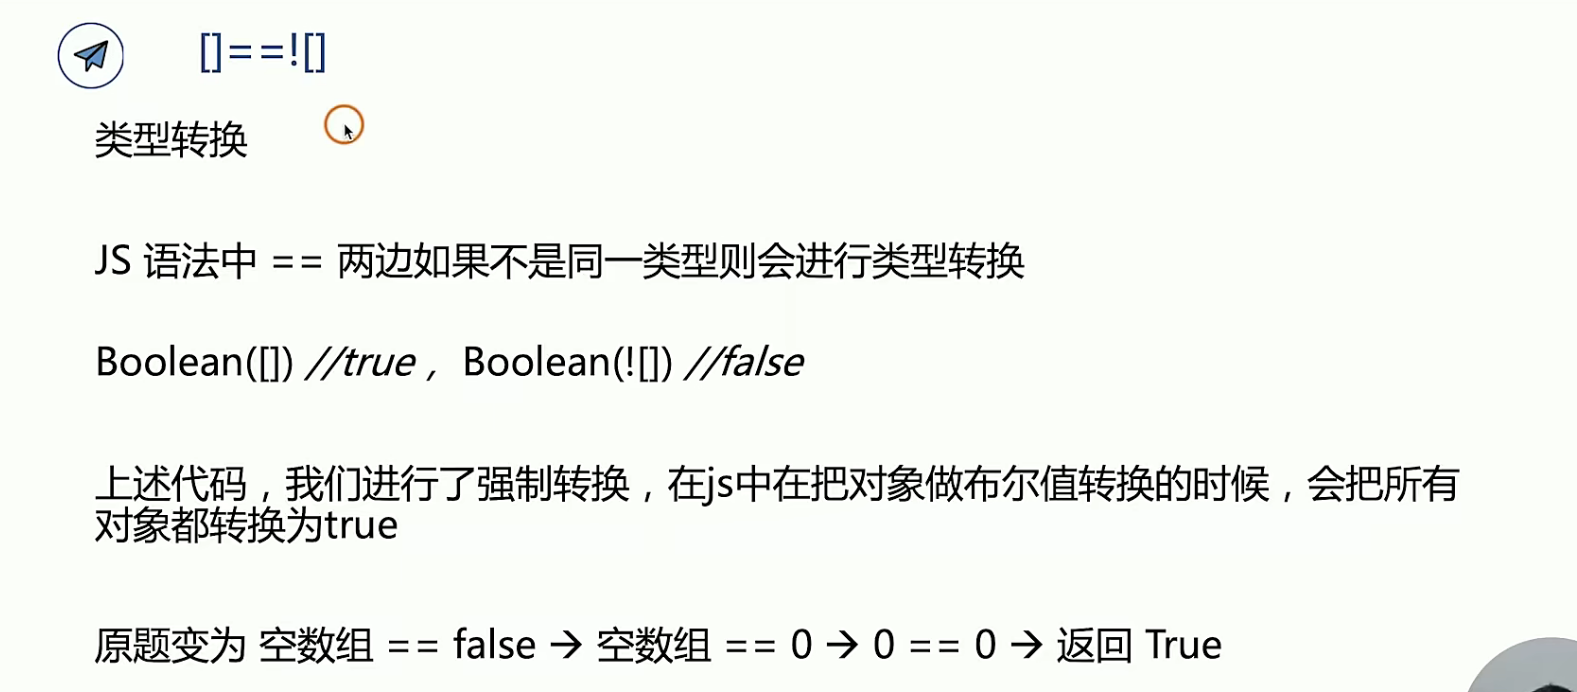 []==![]
类型转换
JS 语法中 == 两边如果不是同一类型则会进行类型转换
Boolean([]) //true ，Boolean(![]) //false
上述代码，我们进行了强制转换，在js中在把对象做布尔值转换的时候，会把所有
对象都转换为true
原题变为 空数组 == false → 空数组 == 0 → 0 == 0 → 返回 True